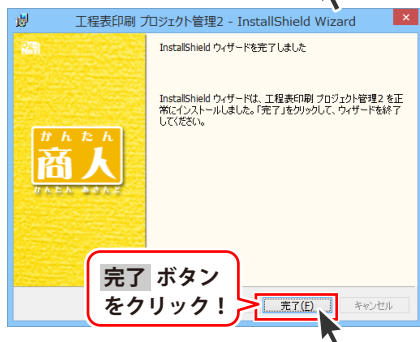 工程表印刷 プロジェクト管理2 - InstallShield Wizard
InstallShield ウィザードを完了しました
InstallShield ウィザードは、工程表印刷 プロジェクト管理2 を正
常にインストールしました。「完了」をクリックして、ウィザードを終了
してください。
かんたん
商人
かんたん あきんど
完了 ボタン
をクリック!
完了(F)
キャンセル